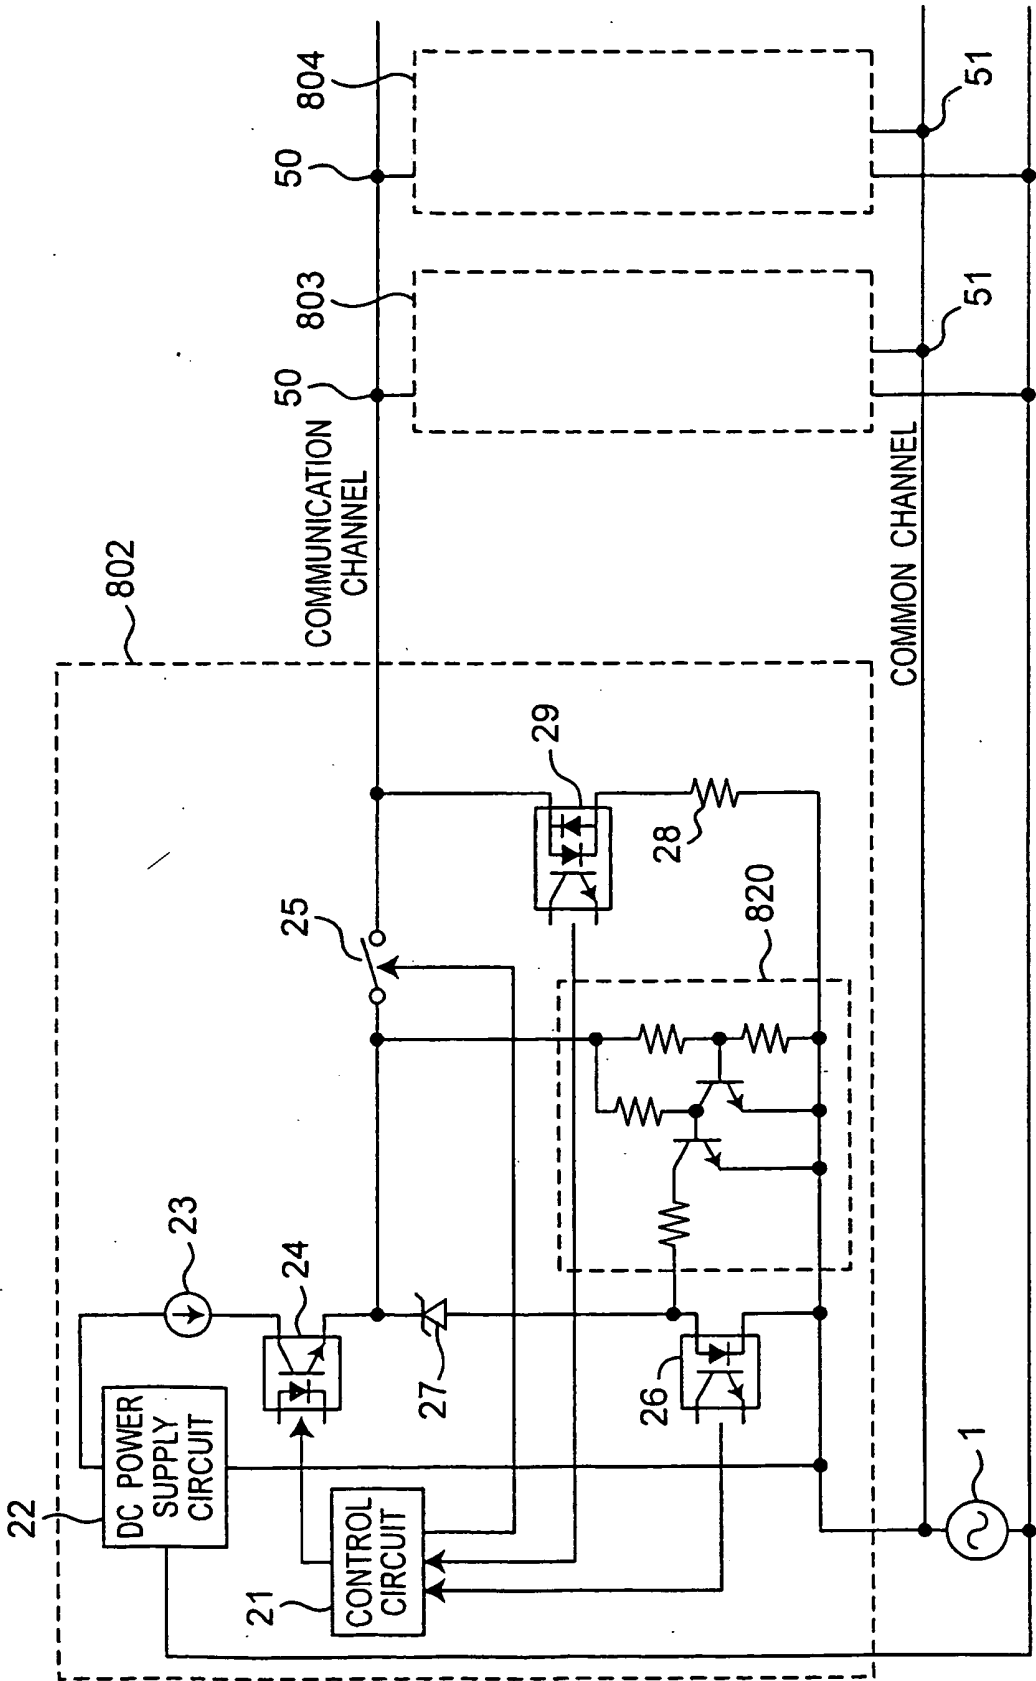 802
22
DC POWER
SUPPLY
CIRCUIT
23
24
21
CONTROL
CIRCUIT
25
27
26
29
28
820
COMMUNICATION
CHANNEL
50
803
50
804
COMMON CHANNEL
51
51
1